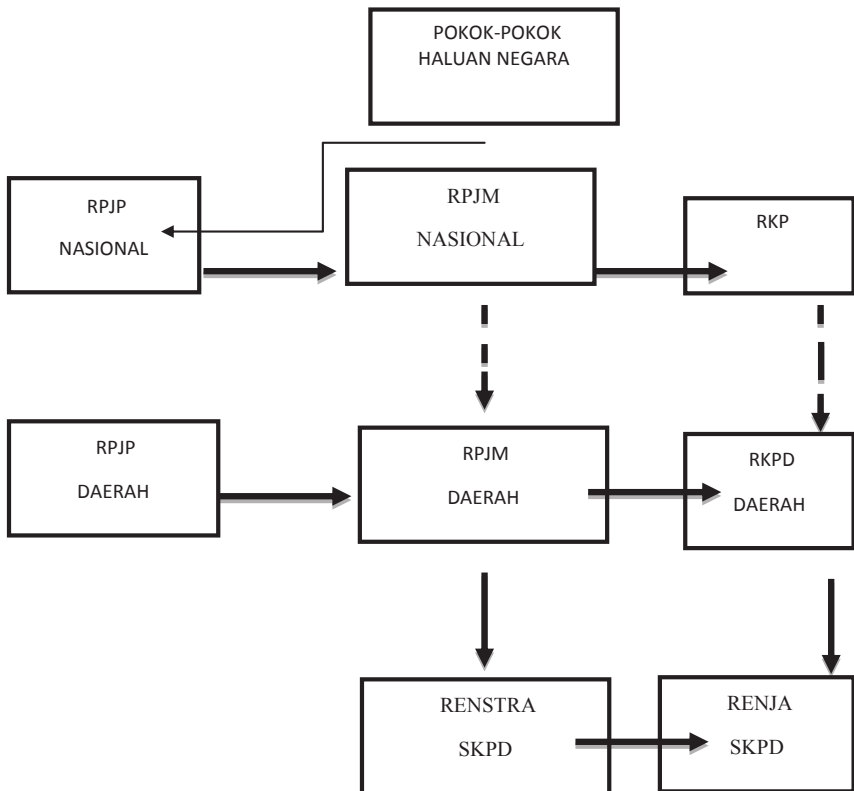 POKOK-POKOK
HALUAN NEGARA
RPJP
NASIONAL
RPJM
NASIONAL
RKP
RPJP
DAERAH
RPJM
DAERAH
RKPD
DAERAH
RENSTRA
SKPD
RENJA
SKPD